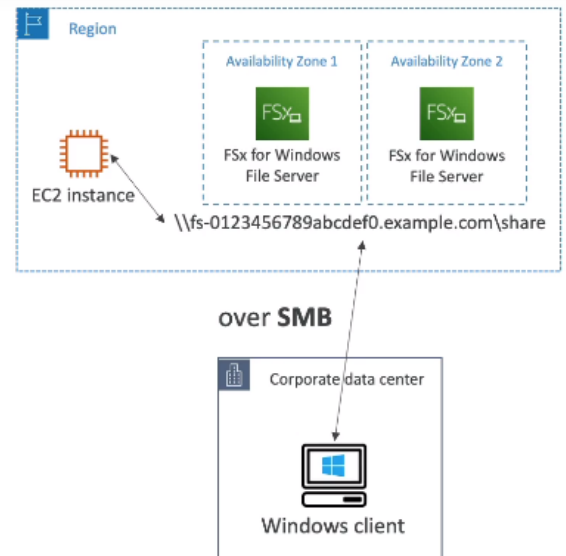 Region
Availability Zone 1
Availability Zone 2
FSx
FSx
FSx for Windows
File Server
FSx for Windows
File Server
EC2 instance
\\fs-0123456789abcdef0.example.com\share
over SMB
Corporate data center
Windows client